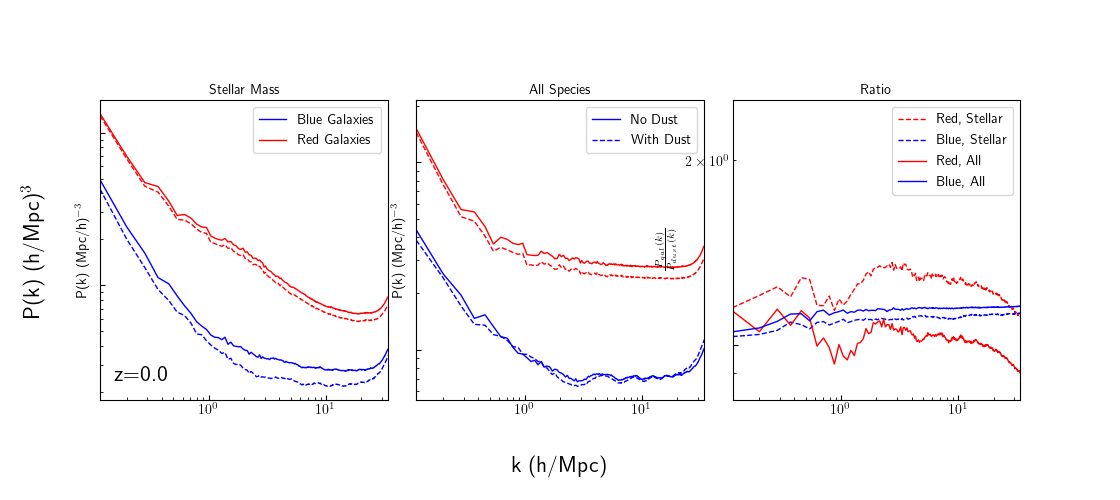 Stellar Mass
All Species
Ratio
Blue Galaxies
Red Galaxies
No Dust
With Dust
Red, Stellar
Blue, Stellar
Red, All
Blue, All
2 × 10⁰
P(k) (h/Mpc)³
P(k) (Mpc/h)⁻³
P(k) (Mpc/h)⁻³
P_gal(k)
P_dust(k)
z=0.0
10⁰
10¹
10⁰
10¹
10⁰
10¹
k (h/Mpc)